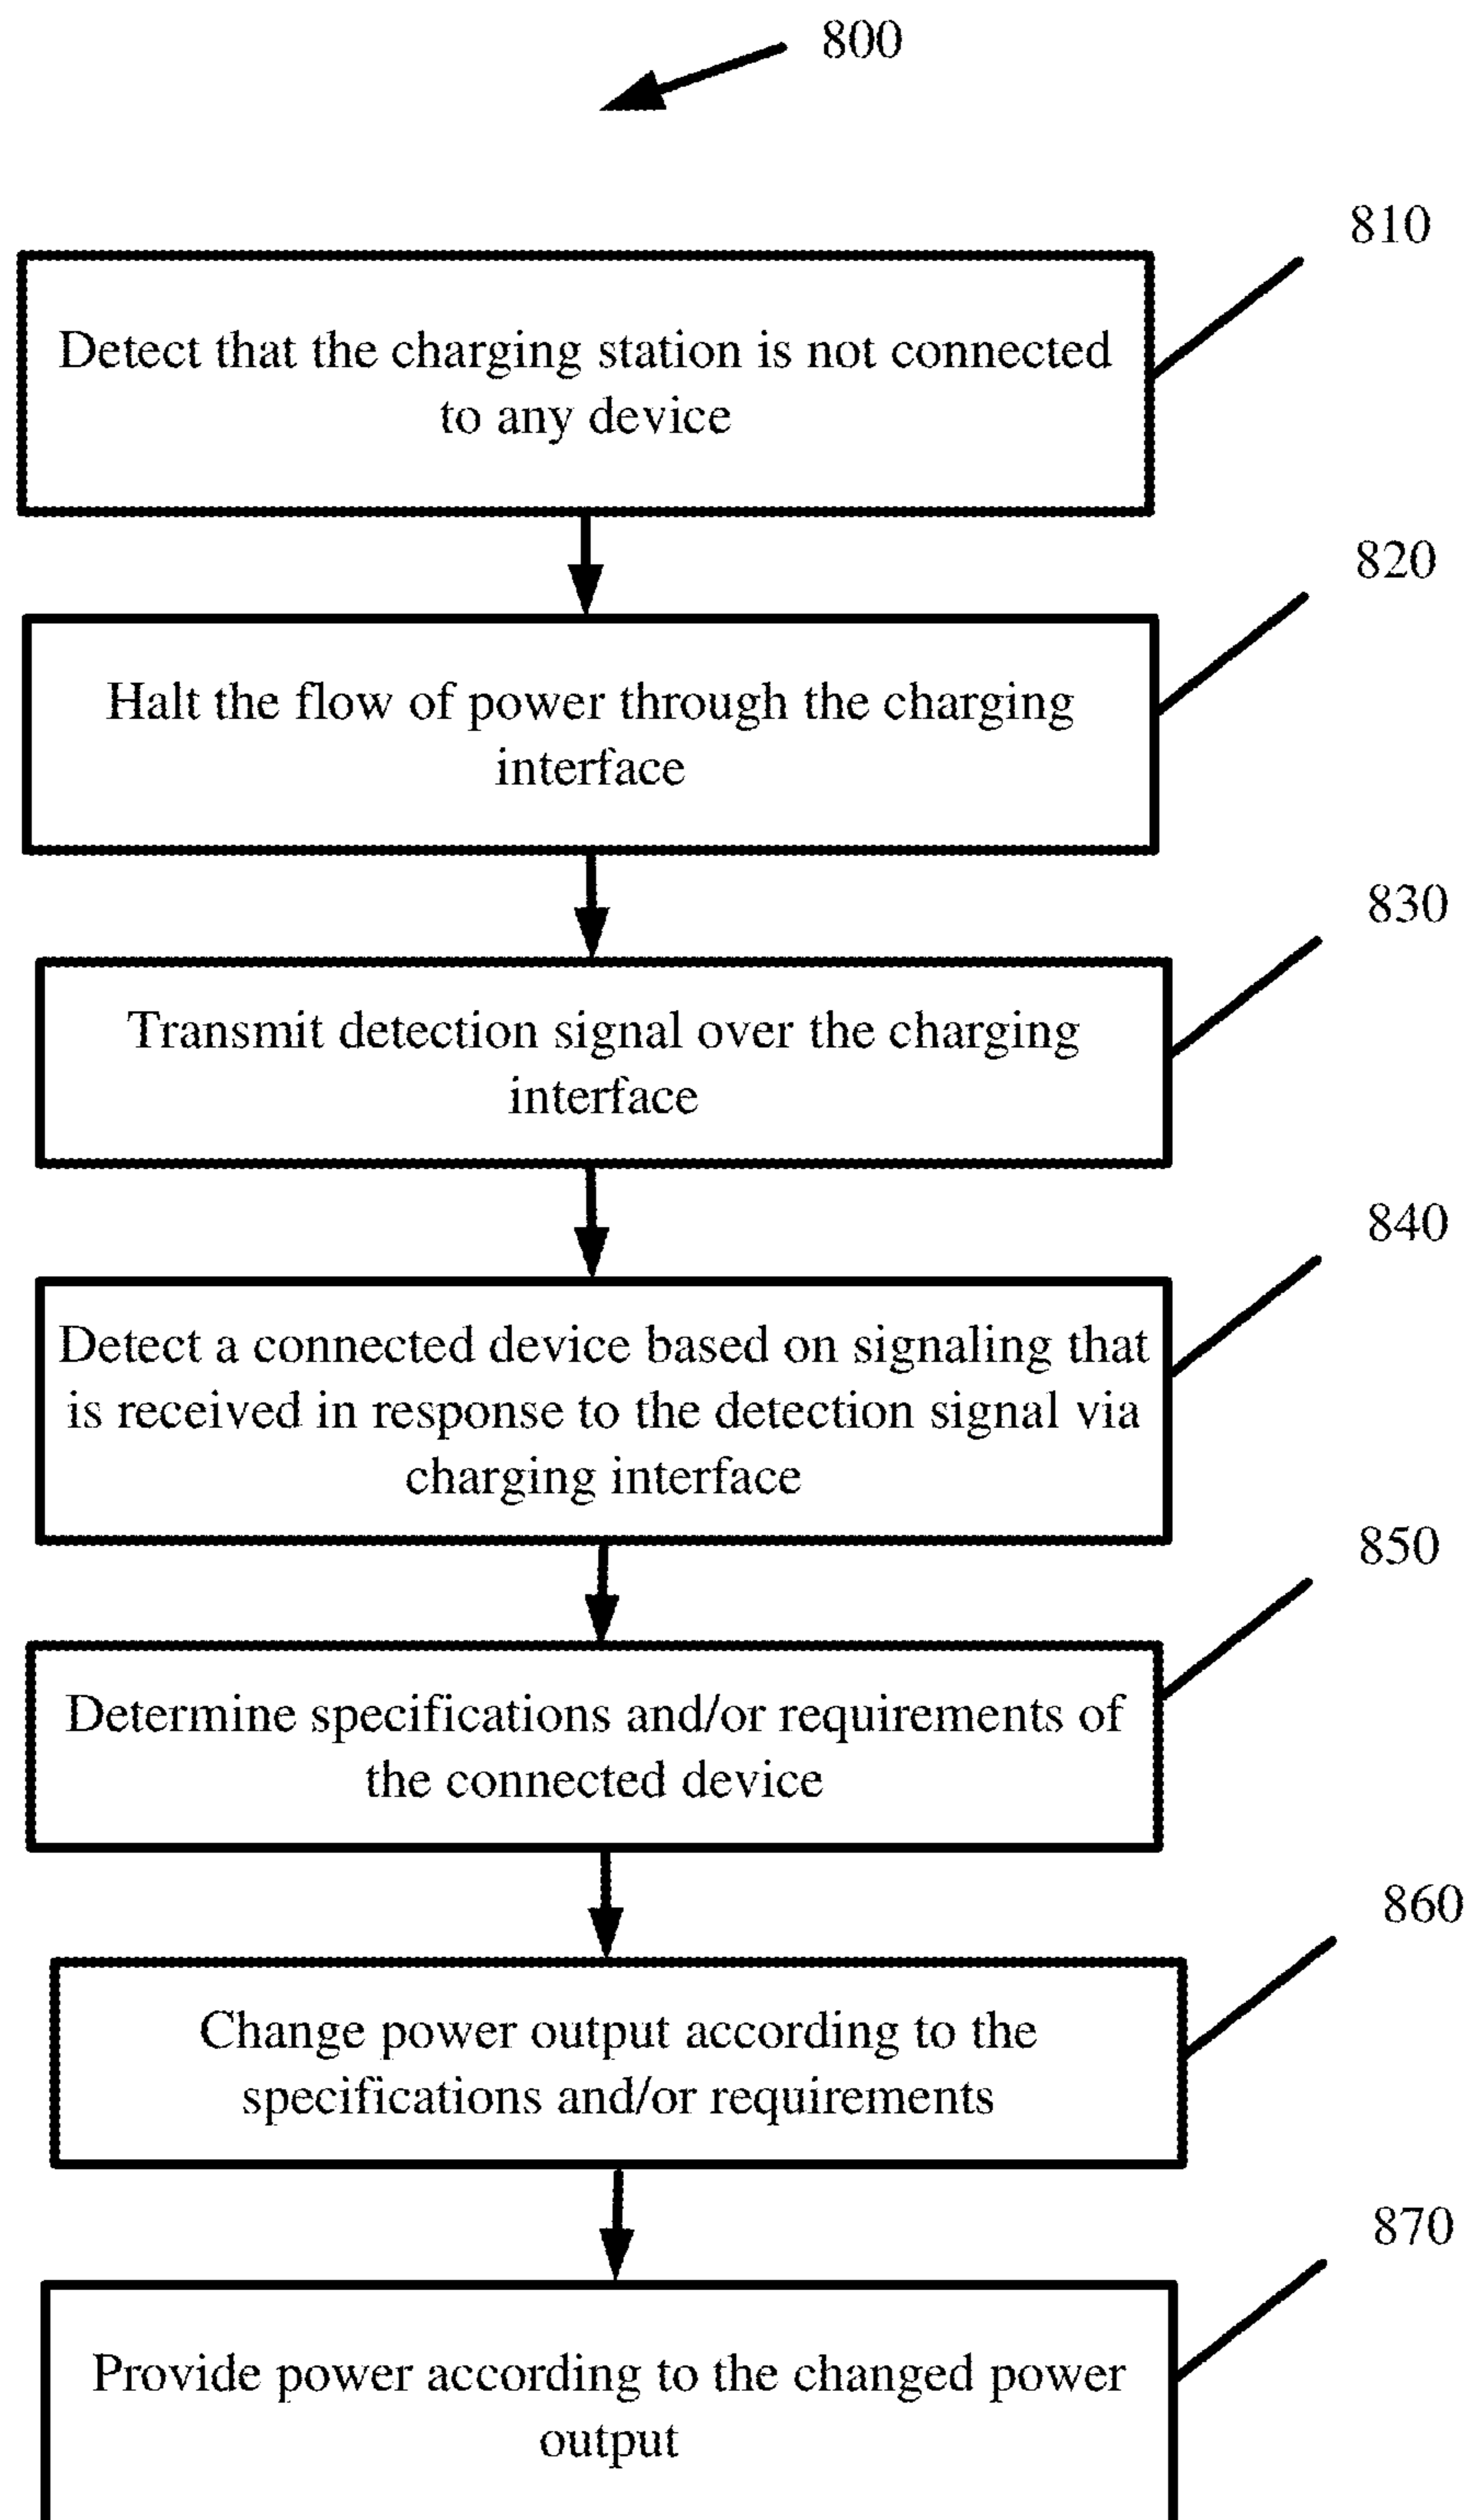 800
810
Detect that the charging station is not connected
to any device
820
Halt the flow of power through the charging
interface
830
Transmit detection signal over the charging
interface
840
Detect a connected device based on signaling that
is received in response to the detection signal via
charging interface
850
Determine specifications and/or requirements of
the connected device
860
Change power output according to the
specifications and/or requirements
870
Provide power according to the changed power
output